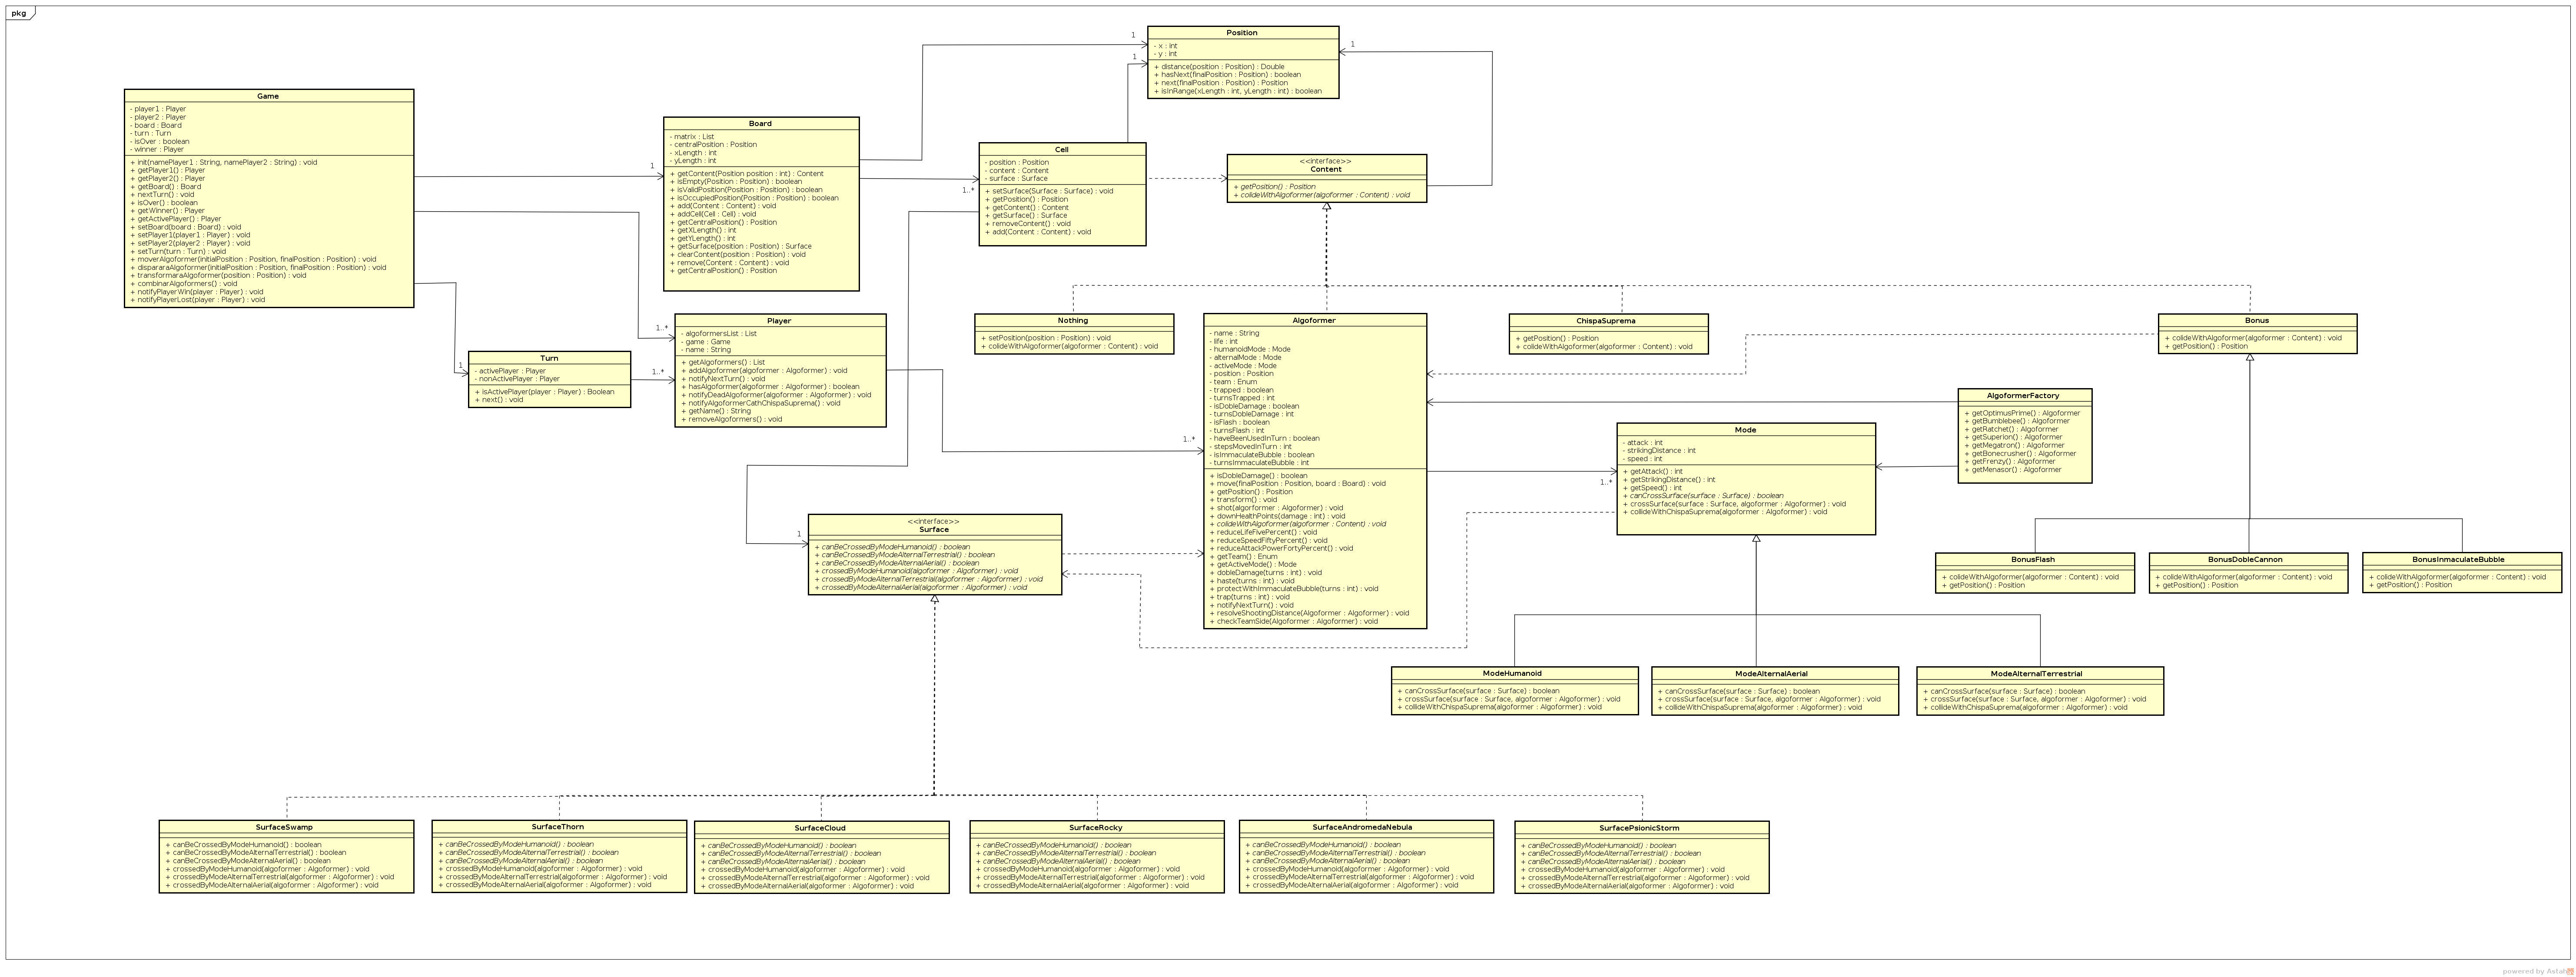 pkg
Position
- x : int
- y : int
+ distance(position : Position) : Double
+ hasNext(finalPosition : Position) : boolean
+ next(finalPosition : Position) : Position
+ isInRange(xLength : int, yLength : int) : boolean
1
1
1
Game
- player1 : Player
- player2 : Player
- board : Board
- turn : Turn
- isOver : boolean
- winner : Player
+ init(namePlayer1 : String, namePlayer2 : String) : void
+ getPlayer1() : Player
+ getPlayer2() : Player
+ getBoard() : Board
+ nextTurn() : void
+ isOver() : boolean
+ getWinner() : Player
+ getActivePlayer() : Player
+ setBoard(board : Board) : void
+ setPlayer1(player1 : Player) : void
+ setPlayer2(player2 : Player) : void
+ setTurn(turn : Turn) : void
+ moverAlgoformer(initialPosition : Position, finalPosition : Position) : void
+ dispararaAlgoformer(initialPosition : Position, finalPosition : Position) : void
+ transformaraAlgoformer(position : Position) : void
+ combinarAlgoformers() : void
+ notifyPlayerWin(player : Player) : void
+ notifyPlayerLost(player : Player) : void
1
1..*
1
Board
- matrix : List
- centralPosition : Position
- xLength : int
- yLength : int
+ getContent(Position position : int) : Content
+ isEmpty(Position : Position) : boolean
+ isValidPosition(Position : Position) : boolean
+ isOccupiedPosition(Position : Position) : boolean
+ add(Content : Content) : void
+ addCell(Cell : Cell) : void
+ getCentralPosition() : Position
+ getXLength() : int
+ getYLength() : int
+ getSurface(position : Position) : Surface
+ clearContent(position : Position) : void
+ remove(Content : Content) : void
+ getCentralPosition() : Position
1..*
Cell
- position : Position
- content : Content
- surface : Surface
+ setSurface(Surface : Surface) : void
+ getPosition() : Position
+ getContent() : Content
+ getSurface() : Surface
+ removeContent() : void
+ add(Content : Content) : void
<<interface>>
Content
+ getPosition() : Position
+ colideWithAlgoformer(algoformer : Content) : void
Turn
- activePlayer : Player
- nonActivePlayer : Player
+ isActivePlayer(player : Player) : Boolean
+ next() : void
1..*
Player
- algoformersList : List
- game : Game
- name : String
+ getAlgoformers() : List
+ addAlgoformer(algoformer : Algoformer) : void
+ notifyNextTurn() : void
+ hasAlgoformer(algoformer : Algoformer) : boolean
+ notifyDeadAlgoformer(algoformer : Algoformer) : void
+ notifyAlgoformerCathChispaSuprema() : void
+ getName() : String
+ removeAlgoformers() : void
1..*
Nothing
+ setPosition(position : Position) : void
+ colideWithAlgoformer(algoformer : Content) : void
Algoformer
- name : String
- life : int
- humanoidMode : Mode
- alternalMode : Mode
- activeMode : Mode
- position : Position
- team : Enum
- trapped : boolean
- turnsTrapped : int
- isDobleDamage : boolean
- turnsDobleDamage : int
- isFlash : boolean
- turnsFlash : int
- haveBeenUsedInTurn : boolean
- stepsMovedInTurn : int
- isImmaculateBubble : boolean
- turnsImmaculateBubble : int
+ isDobleDamage() : boolean
+ move(finalPosition : Position, board : Board) : void
+ getPosition() : Position
+ transform() : void
+ shot(algorformer : Algoformer) : void
+ downHealthPoints(damage : int) : void
+ colideWithAlgoformer(algoformer : Content) : void
+ reduceLifeFivePercent() : void
+ reduceSpeedFiftyPercent() : void
+ reduceAttackPowerFortyPercent() : void
+ getTeam() : Enum
+ getActiveMode() : Mode
+ dobleDamage(turns : int) : void
+ haste(turns : int) : void
+ protectWithImmaculateBubble(turns : int) : void
+ trap(turns : int) : void
+ notifyNextTurn() : void
+ resolveShootingDistance(Algoformer : Algoformer) : void
+ checkTeamSide(Algoformer : Algoformer) : void
1..*
ChispaSuprema
+ getPosition() : Position
+ colideWithAlgoformer(algoformer : Content) : void
Bonus
+ colideWithAlgoformer(algoformer : Content) : void
+ getPosition() : Position
AlgoformerFactory
+ getOptimusPrime() : Algoformer
+ getBumblebee() : Algoformer
+ getRatchet() : Algoformer
+ getSuperion() : Algoformer
+ getMegatron() : Algoformer
+ getBonecrusher() : Algoformer
+ getFrenzy() : Algoformer
+ getMenasor() : Algoformer
Mode
- attack : int
- strikingDistance : int
- speed : int
+ getAttack() : int
+ getStrikingDistance() : int
+ getSpeed() : int
+ canCrossSurface(surface : Surface) : boolean
+ crossSurface(surface : Surface, algoformer : Algoformer) : void
+ collideWithChispaSuprema(algoformer : Algoformer) : void
1
<<interface>>
Surface
+ canBeCrossedByModeHumanoid() : boolean
+ canBeCrossedByModeAlternalTerrestrial() : boolean
+ canBeCrossedByModeAlternalAerial() : boolean
+ crossedByModeHumanoid(algoformer : Algoformer) : void
+ crossedByModeAlternalTerrestrial(algoformer : Algoformer) : void
+ crossedByModeAlternalAerial(algoformer : Algoformer) : void
BonusFlash
+ colideWithAlgoformer(algoformer : Content) : void
+ getPosition() : Position
BonusDobleCannon
+ colideWithAlgoformer(algoformer : Content) : void
+ getPosition() : Position
BonusInmaculateBubble
+ colideWithAlgoformer(algoformer : Content) : void
+ getPosition() : Position
ModeHumanoid
+ canCrossSurface(surface : Surface) : boolean
+ crossSurface(surface : Surface, algoformer : Algoformer) : void
+ collideWithChispaSuprema(algoformer : Algoformer) : void
ModeAlternalAerial
+ canCrossSurface(surface : Surface) : boolean
+ crossSurface(surface : Surface, algoformer : Algoformer) : void
+ collideWithChispaSuprema(algoformer : Algoformer) : void
ModeAlternalTerrestrial
+ canCrossSurface(surface : Surface) : boolean
+ crossSurface(surface : Surface, algoformer : Algoformer) : void
+ collideWithChispaSuprema(algoformer : Algoformer) : void
SurfaceSwamp
+ canBeCrossedByModeHumanoid() : boolean
+ canBeCrossedByModeAlternalTerrestrial() : boolean
+ canBeCrossedByModeAlternalAerial() : boolean
+ crossedByModeHumanoid(algoformer : Algoformer) : void
+ crossedByModeAlternalTerrestrial(algoformer : Algoformer) : void
+ crossedByModeAlternalAerial(algoformer : Algoformer) : void
SurfaceThorn
+ canBeCrossedByModeHumanoid() : boolean
+ canBeCrossedByModeAlternalTerrestrial() : boolean
+ canBeCrossedByModeAlternalAerial() : boolean
+ crossedByModeHumanoid(algoformer : Algoformer) : void
+ crossedByModeAlternalTerrestrial(algoformer : Algoformer) : void
+ crossedByModeAlternalAerial(algoformer : Algoformer) : void
SurfaceCloud
+ canBeCrossedByModeHumanoid() : boolean
+ canBeCrossedByModeAlternalTerrestrial() : boolean
+ canBeCrossedByModeAlternalAerial() : boolean
+ crossedByModeHumanoid(algoformer : Algoformer) : void
+ crossedByModeAlternalTerrestrial(algoformer : Algoformer) : void
+ crossedByModeAlternalAerial(algoformer : Algoformer) : void
SurfaceRocky
+ canBeCrossedByModeHumanoid() : boolean
+ canBeCrossedByModeAlternalTerrestrial() : boolean
+ canBeCrossedByModeAlternalAerial() : boolean
+ crossedByModeHumanoid(algoformer : Algoformer) : void
+ crossedByModeAlternalTerrestrial(algoformer : Algoformer) : void
+ crossedByModeAlternalAerial(algoformer : Algoformer) : void
SurfaceAndromedaNebula
+ canBeCrossedByModeHumanoid() : boolean
+ canBeCrossedByModeAlternalTerrestrial() : boolean
+ canBeCrossedByModeAlternalAerial() : boolean
+ crossedByModeHumanoid(algoformer : Algoformer) : void
+ crossedByModeAlternalTerrestrial(algoformer : Algoformer) : void
+ crossedByModeAlternalAerial(algoformer : Algoformer) : void
SurfacePsionicStorm
+ canBeCrossedByModeHumanoid() : boolean
+ canBeCrossedByModeAlternalTerrestrial() : boolean
+ canBeCrossedByModeAlternalAerial() : boolean
+ crossedByModeHumanoid(algoformer : Algoformer) : void
+ crossedByModeAlternalTerrestrial(algoformer : Algoformer) : void
+ crossedByModeAlternalAerial(algoformer : Algoformer) : void
powered by Astah